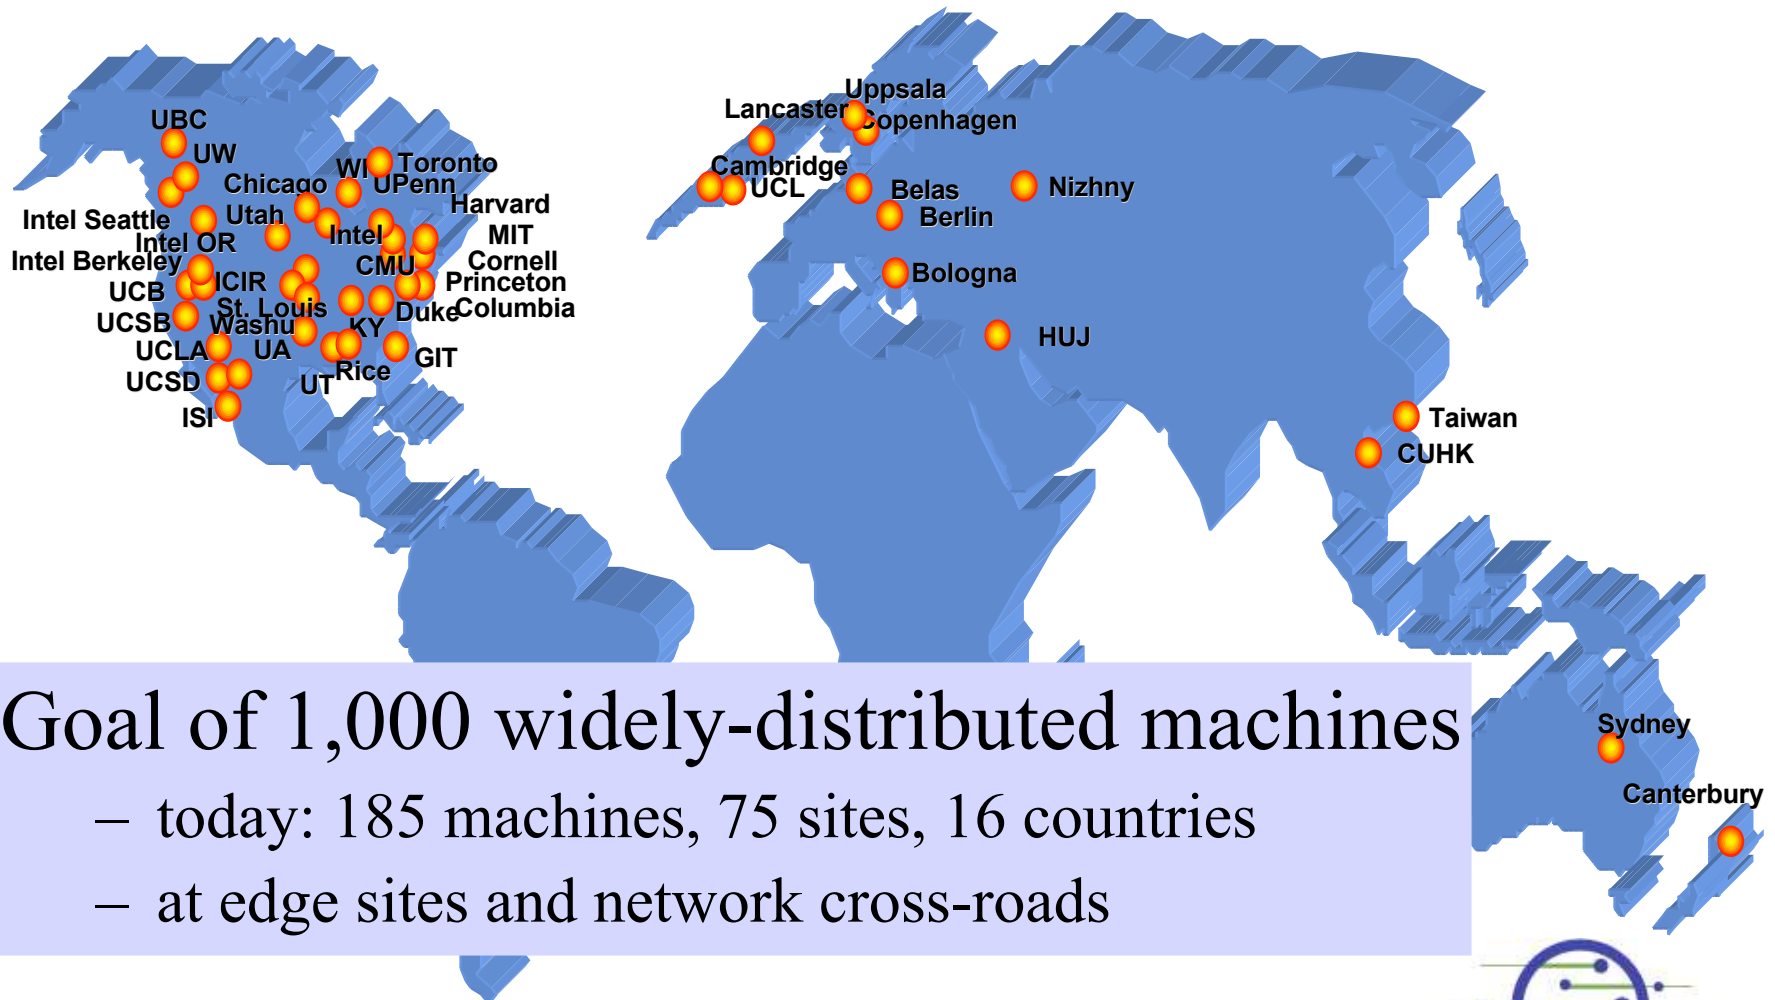 UBC
UW
Chicago
WI
Toronto
UPenn
Harvard
Intel Seattle
Utah
Intel
MIT
Intel OR
Intel Berkeley
CMU
Cornell
UCB
ICIR
Princeton
St. Louis
Duke
Columbia
UCSB
Washu
KY
UCLA
UA
GIT
UCSD
UT
Rice
ISI
Uppsala
Lancaster
Copenhagen
Cambridge
UCL
Belas
Berlin
Nizhny
Bologna
HUJ
Taiwan
CUHK
Sydney
Canterbury
Goal of 1,000 widely-distributed machines
– today: 185 machines, 75 sites, 16 countries
– at edge sites and network cross-roads